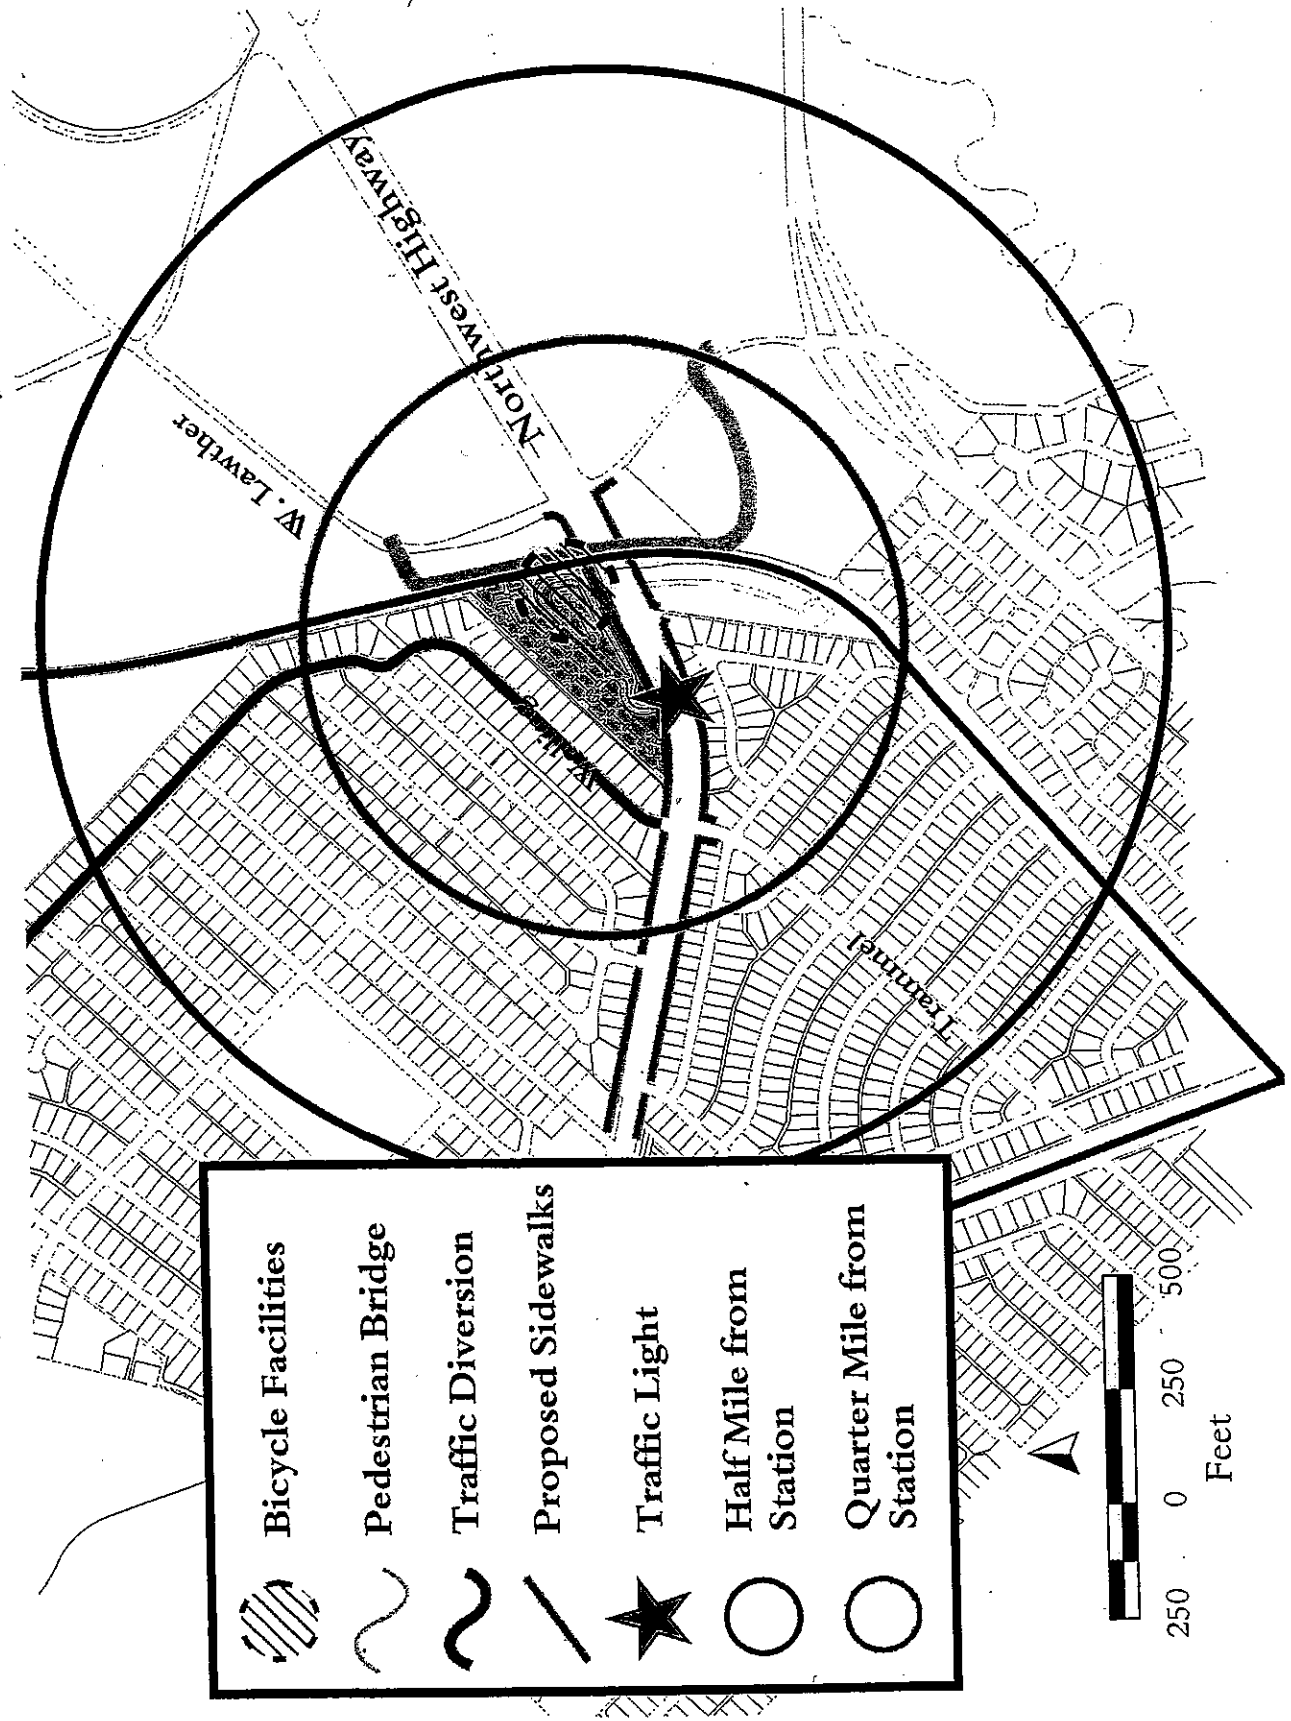 Northwest Highway
W. Lawther
Walling
Trammel
Bicycle Facilities
Pedestrian Bridge
Traffic Diversion
Proposed Sidewalks
Traffic Light
Half Mile from
Station
Quarter Mile from
Station
250 0 250 500
Feet